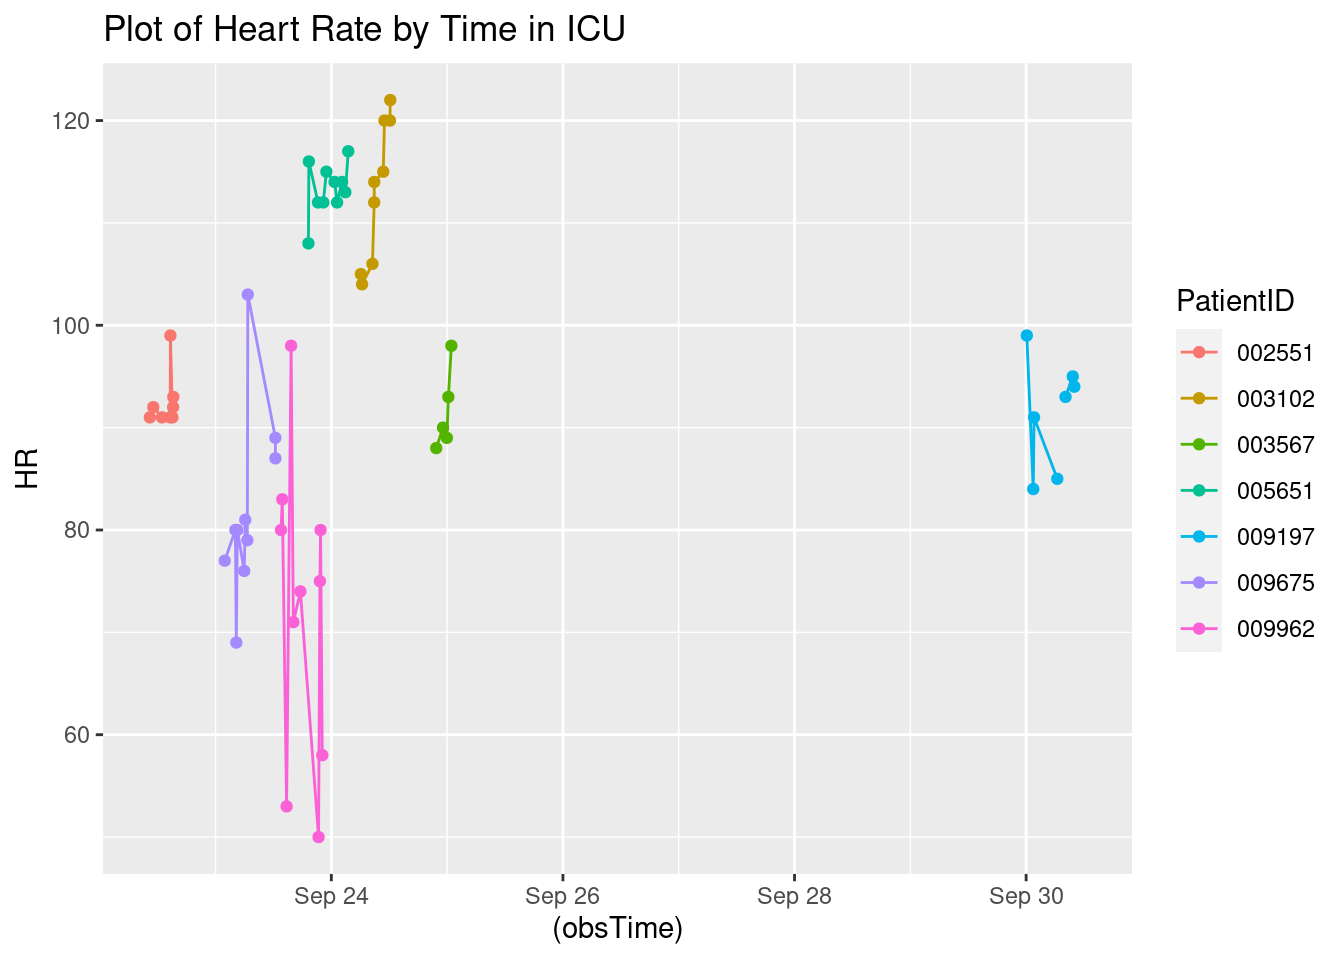 Plot of Heart Rate by Time in ICU
120
100
80
60
HR
Sep 24
Sep 26
Sep 28
Sep 30
(obsTime)
PatientID
002551
003102
003567
005651
009197
009675
009962